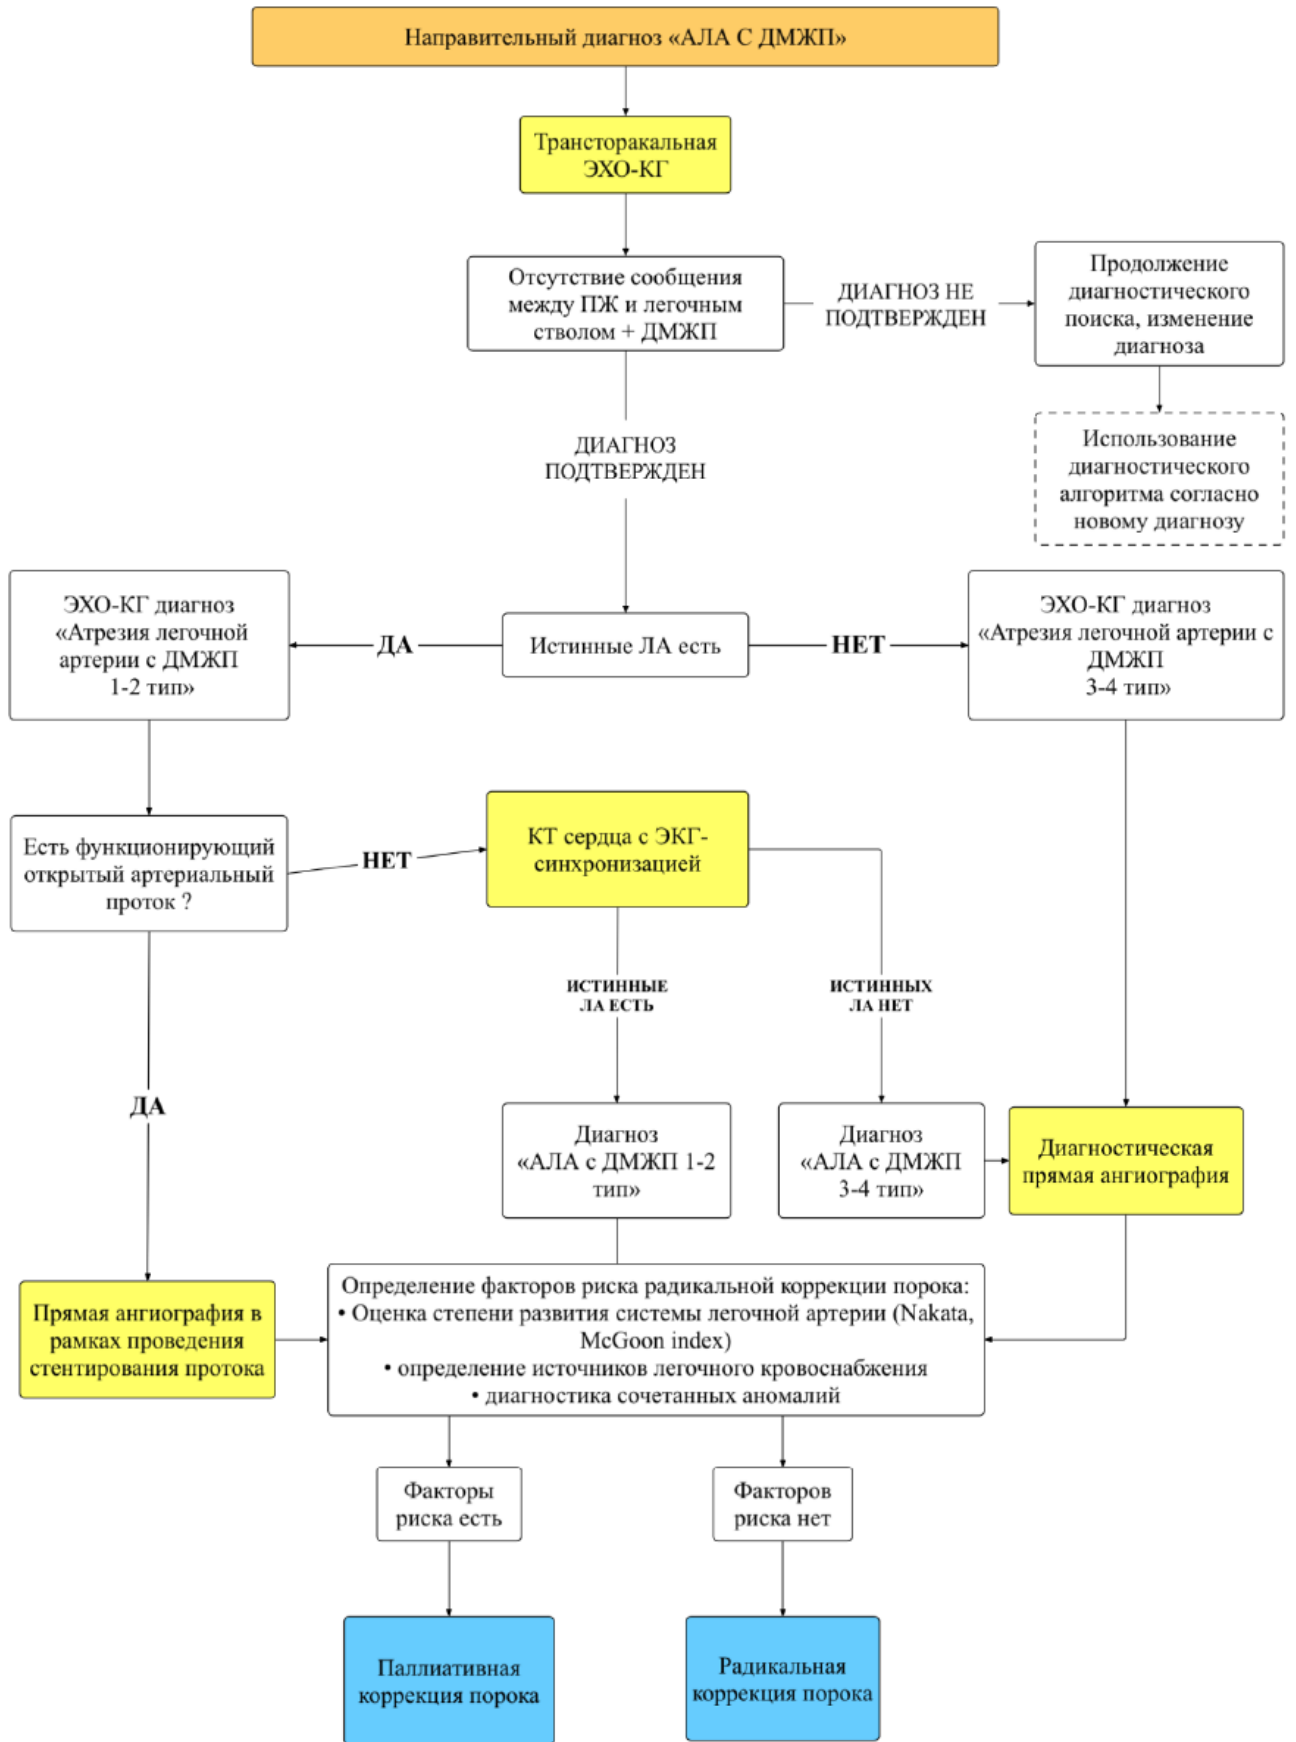 Направительный диагноз «АЛА С ДМЖП»
Трансторакальная
ЭХО-КГ
Отсутствие сообщения
между ПЖ и легочным
стволом + ДМЖП
ДИАГНОЗ НЕ
ПОДТВЕРЖДЕН
Продолжение
диагностического
поиска, изменение
диагноза
Использование
диагностического
алгоритма согласно
новому диагнозу
ДИАГНОЗ
ПОДТВЕРЖДЕН
ЭХО-КГ диагноз
«Атрезия легочной
артерии с ДМЖП
1-2 тип»
ДА
Истинные ЛА есть
НЕТ
ЭХО-КГ диагноз
«Атрезия легочной артерии с
ДМЖП
3-4 тип»
Есть функционирующий
открытый артериальный
проток ?
НЕТ
КТ сердца с ЭКГ-
синхронизацией
ИСТИННЫЕ
ЛА ЕСТЬ
ИСТИННЫХ
ЛА НЕТ
ДА
Диагноз
«АЛА с ДМЖП 1-2
тип»
Диагноз
«АЛА с ДМЖП
3-4 тип»
Диагностическая
прямая ангиография
Прямая ангиография в
рамках проведения
стентирования протока
Определение факторов риска радикальной коррекции порока:
• Оценка степени развития системы легочной артерии (Nakata,
McGoon index)
• определение источников легочного кровоснабжения
• диагностика сочетанных аномалий
Факторы
риска есть
Факторов
риска нет
Паллиативная
коррекция порока
Радикальная
коррекция порока